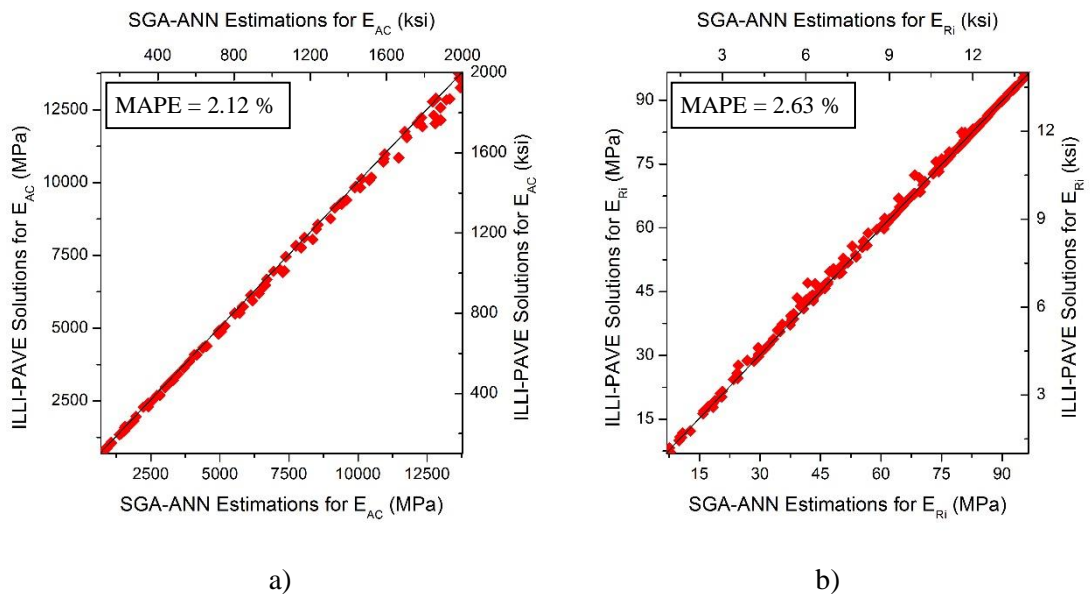 SGA-ANN Estimations for E_AC (ksi)
400 800 1200 1600 2000
MAPE = 2.12 %
ILLI-PAVE Solutions for E_AC (MPa)
12500
10000
7500
5000
2500
2000
1600
1200
800
400
ILLI-PAVE Solutions for E_AC (ksi)
2500 5000 7500 10000 12500
SGA-ANN Estimations for E_AC (MPa)
a)
SGA-ANN Estimations for E_Ri (ksi)
3 6 9 12
MAPE = 2.63 %
ILLI-PAVE Solutions for E_Ri (MPa)
90
75
60
45
30
15
12
9
6
3
ILLI-PAVE Solutions for E_Ri (ksi)
15 30 45 60 75 90
SGA-ANN Estimations for E_Ri (MPa)
b)